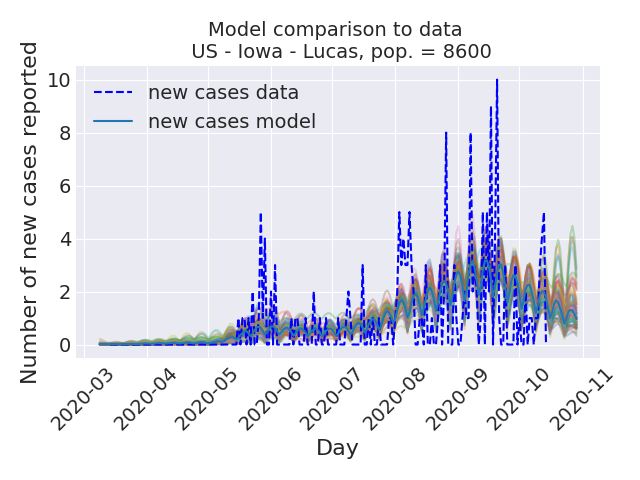 Model comparison to data
US - Iowa - Lucas, pop. = 8600
Number of new cases reported
10
8
6
4
2
0
new cases data
new cases model
2020-03
2020-04
2020-05
2020-06
2020-07
2020-08
2020-09
2020-10
2020-11
Day